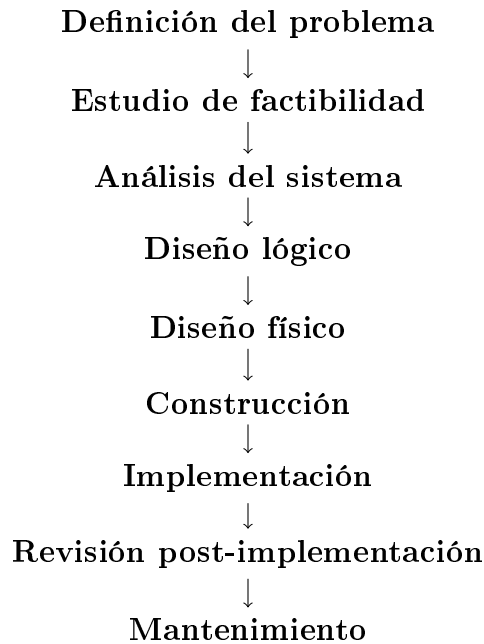 Definición del problema
↓
Estudio de factibilidad
↓
Análisis del sistema
↓
Diseño lógico
↓
Diseño físico
↓
Construcción
↓
Implementación
↓
Revisión post-implementación
↓
Mantenimiento